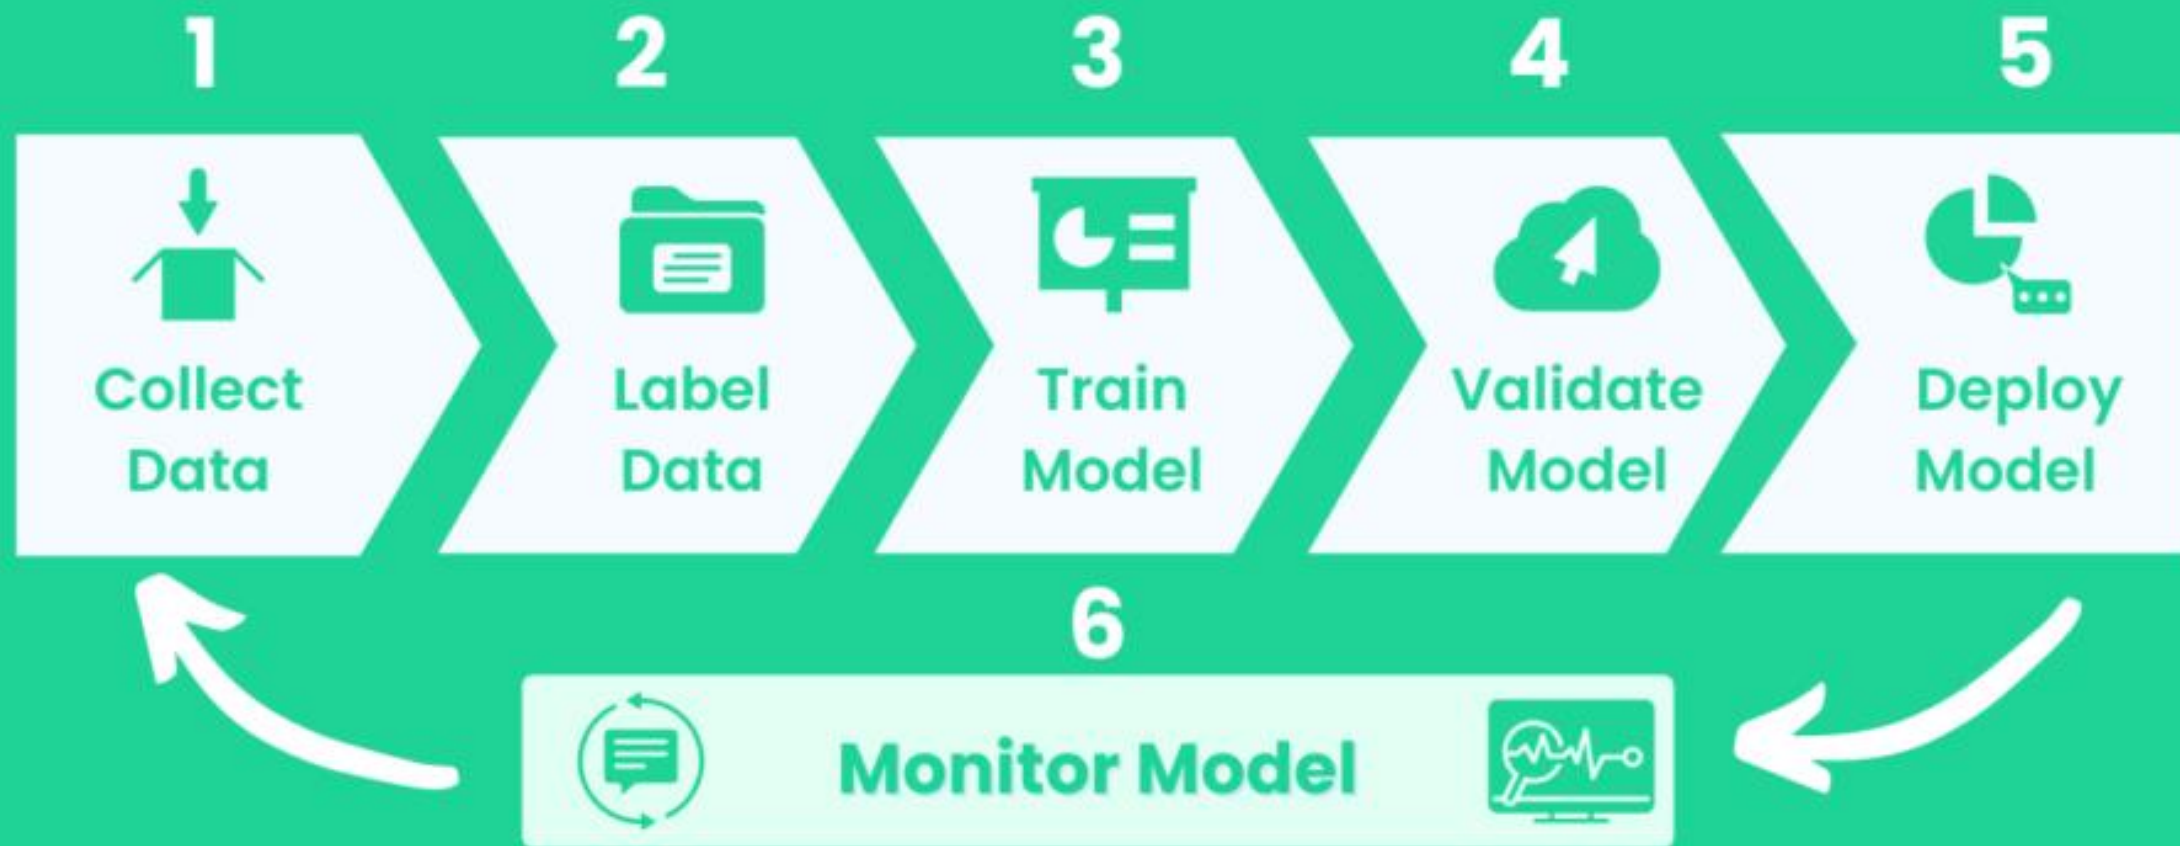 1
2
3
4
5
Collect
Data
Label
Data
Train
Model
Validate
Model
Deploy
Model
6
Monitor Model